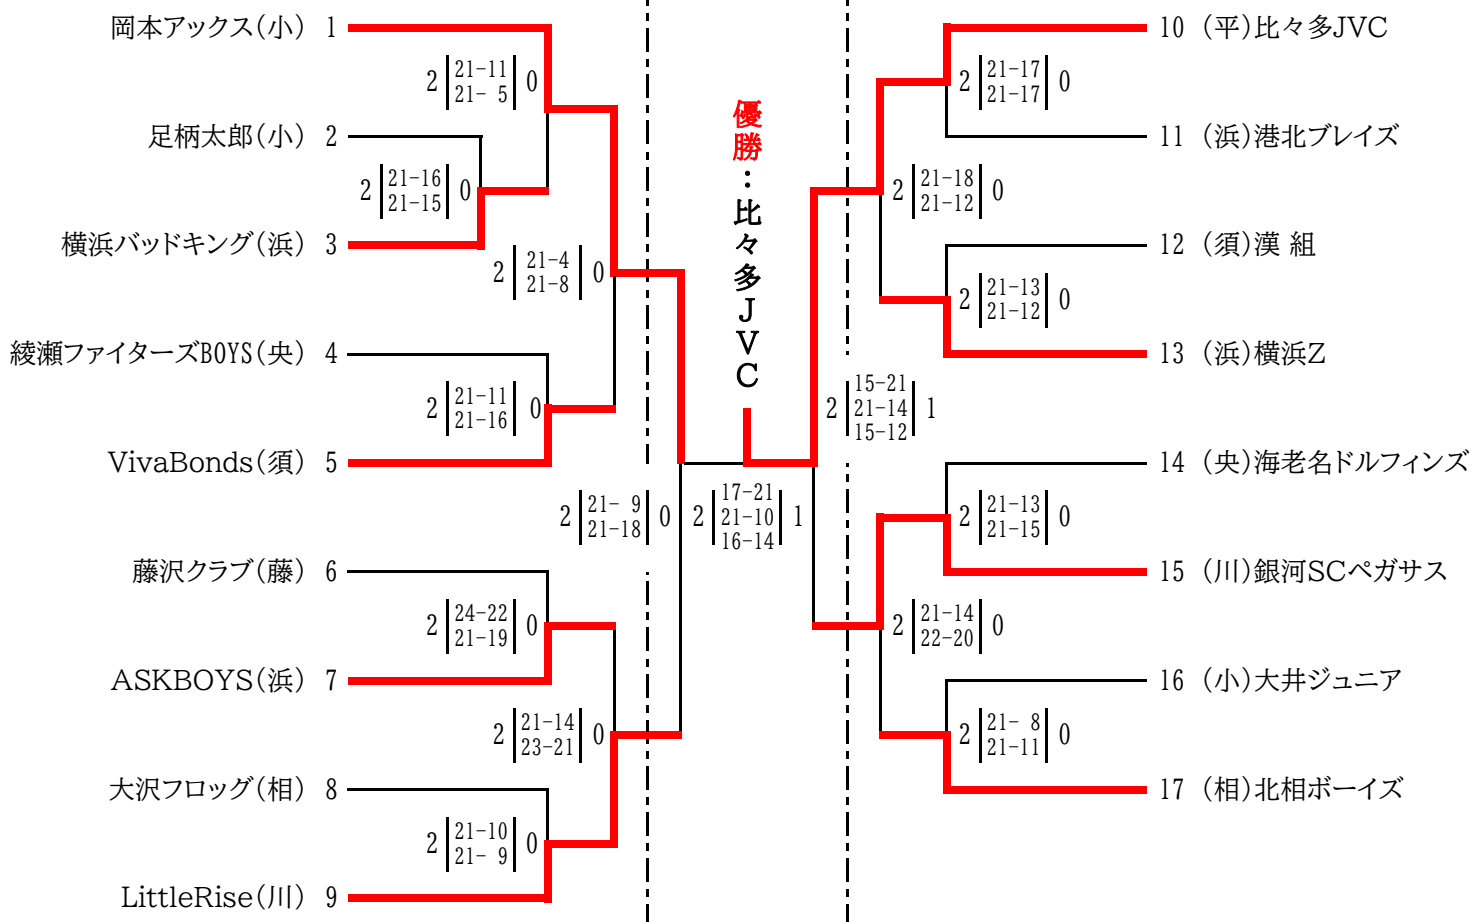 岡本アックス(小) 1
2 21-11 0
21- 5
足柄太郎(小) 2
2 21-16 0
21-15
横浜バッドキング(浜) 3
2 21-4 0
21-8
綾瀬ファイターズBOYS(央) 4
2 21-11 0
21-16
VivaBonds(須) 5
2 21- 9 0
21-18
藤沢クラブ(藤) 6
2 24-22 0
21-19
ASKBOYS(浜) 7
2 21-14 0
23-21
大沢フロッグ(相) 8
2 21-10 0
21- 9
LittleRise(川) 9
優勝：比々多JVC
17-21
2 21-10 1
16-14
10 (平)比々多JVC
2 21-17 0
21-17
11 (浜)港北ブレイズ
2 21-18 0
21-12
12 (須)漢 組
2 21-13 0
21-12
13 (浜)横浜Z
15-21
2 21-14 1
15-12
14 (央)海老名ドルフィンズ
2 21-13 0
21-15
15 (川)銀河SCペガサス
2 21-14 0
22-20
16 (小)大井ジュニア
2 21- 8 0
21-11
17 (相)北相ボーイズ